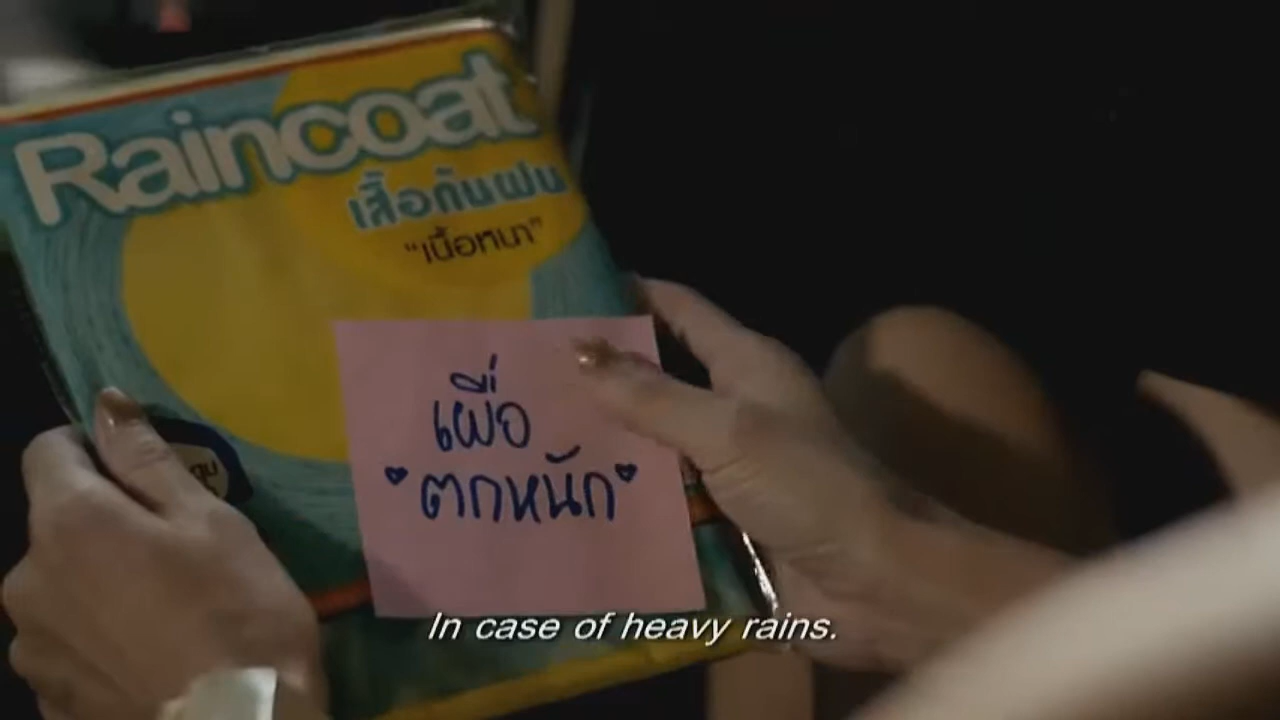 Raincoat
เสื้อกันฝน
"เนื้อหนา"
เผื่อ
ตกหนัก
In case of heavy rains.